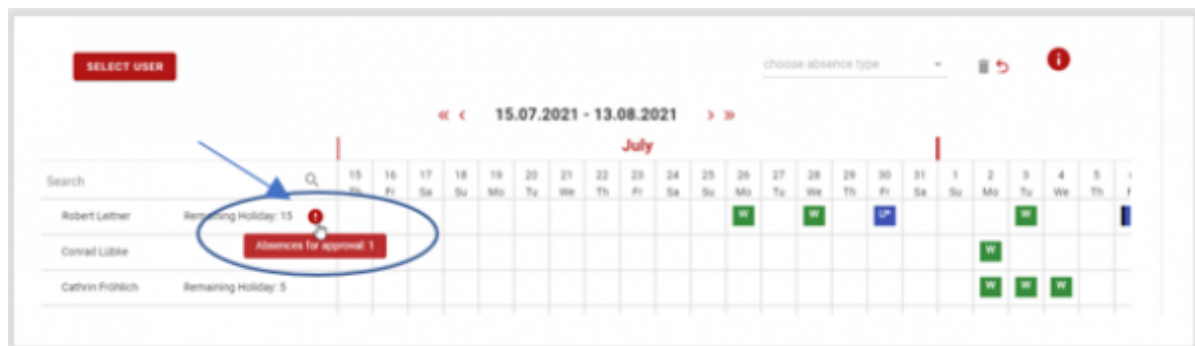 SELECT USER
choose absence type
« < 15.07.2021 - 13.08.2021 > »
July
Search 15 16 17 18 19 20 21 22 23 24 25 26 27 28 29 30 31 1 2 3 4 5
Th Fr Sa Su Mo Tu We Th Fr Sa Su Mo Tu We Th Fr Sa Su Mo Tu We Th
Robert Leitner Remaining Holiday: 15 W W U* W
Absences for approval: 1
Conrad Lübke W
Cathrin Fröhlich Remaining Holiday: 5 W W W